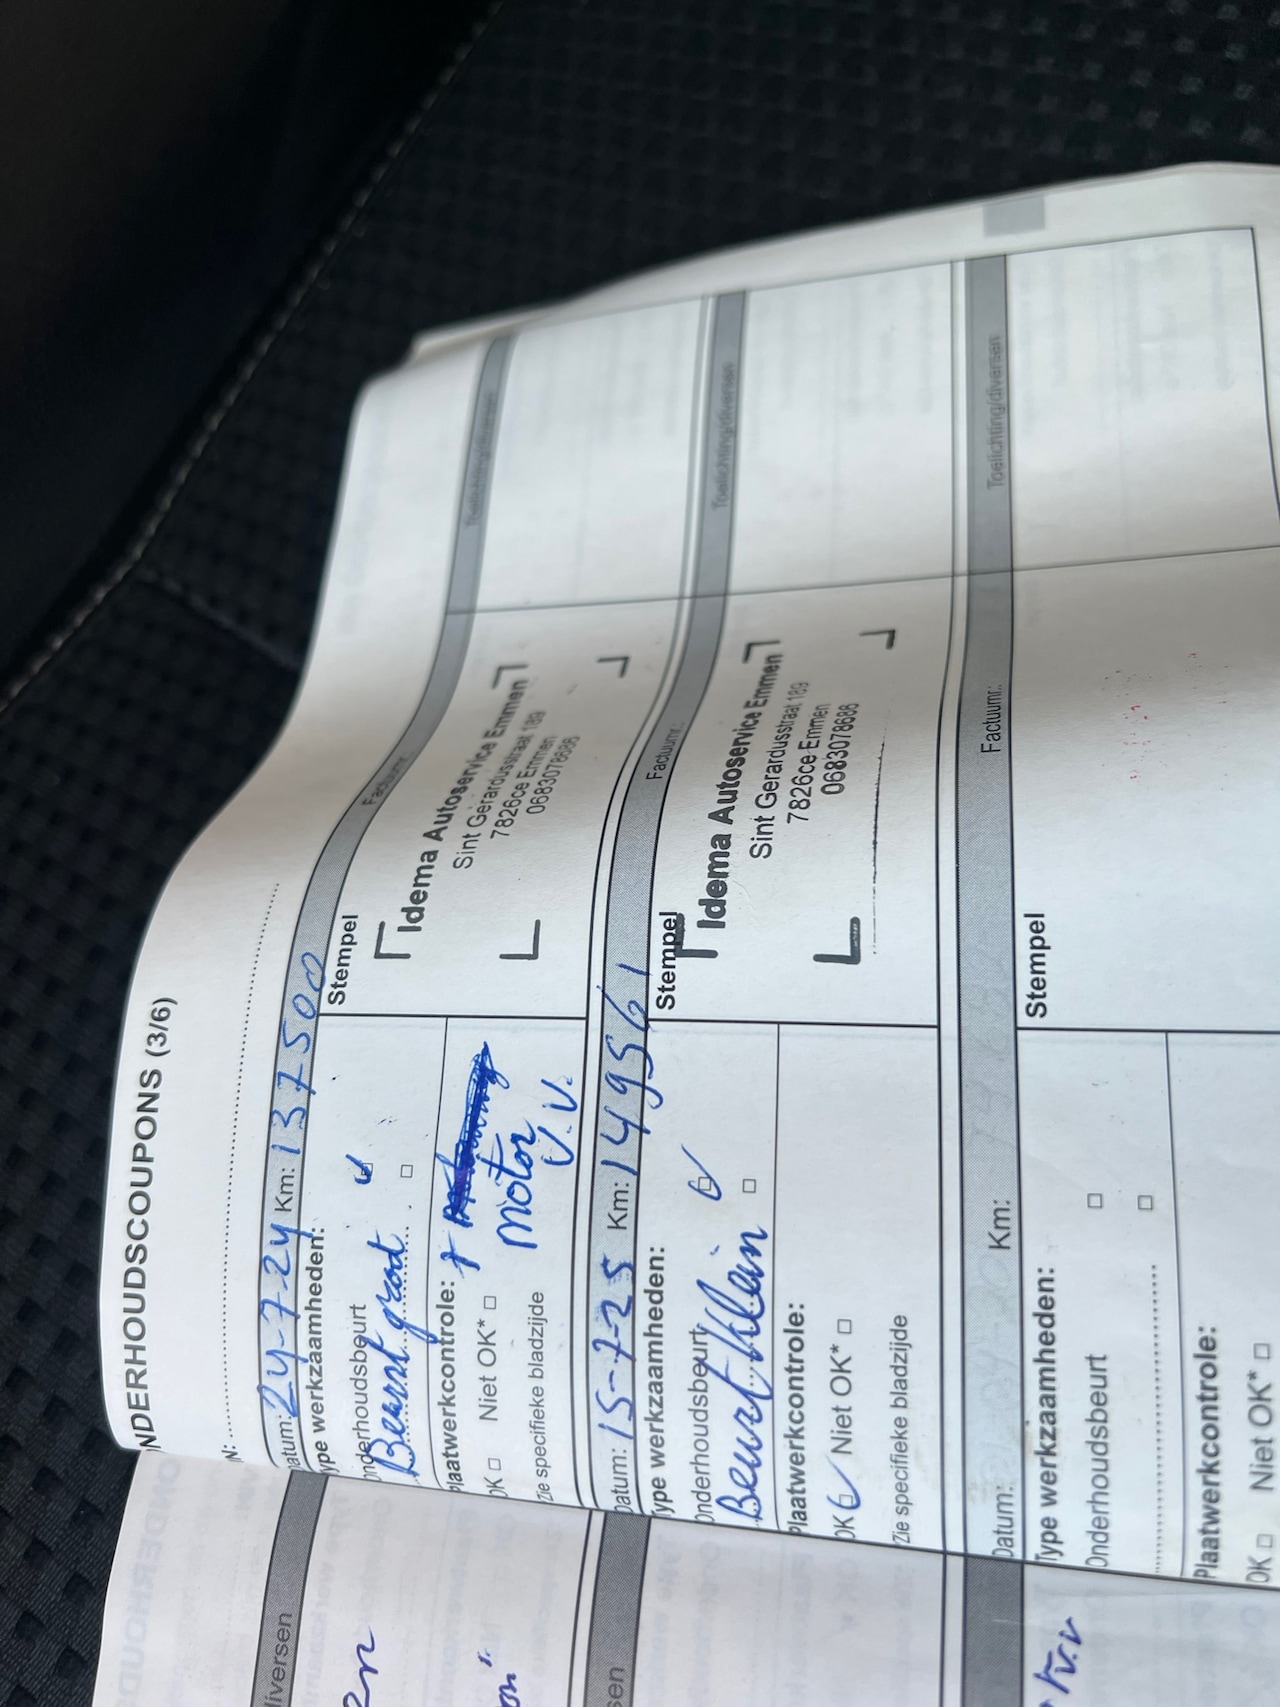 NDERHOUDSCOUPONS (3/6)
N:
Datum: 24-7-24 Km: 137500 Factuurnr.:
Toelichting/diversen
Type werkzaamheden:
Stempel
Onderhoudsbeurt
Beurt groot
Plaatwerkcontrole: +
OK Niet OK* motor
Zie specifieke bladzijde v.v.
Idema Autoservice Emmen
Sint Gerardusstraat 189
7826ce Emmen
0683078686
Datum: 15-7-25 Km: 149561 Factuurnr.:
Toelichting/diversen
Type werkzaamheden:
Stempel
Onderhoudsbeurt
Beurt klein
Plaatwerkcontrole:
OK Niet OK*
Zie specifieke bladzijde
Idema Autoservice Emmen
Sint Gerardusstraat 189
7826ce Emmen
0683078686
Datum: Km: Factuurnr.:
Toelichting/diversen
Type werkzaamheden:
Stempel
Onderhoudsbeurt
Plaatwerkcontrole:
OK Niet OK*
iversen
sen